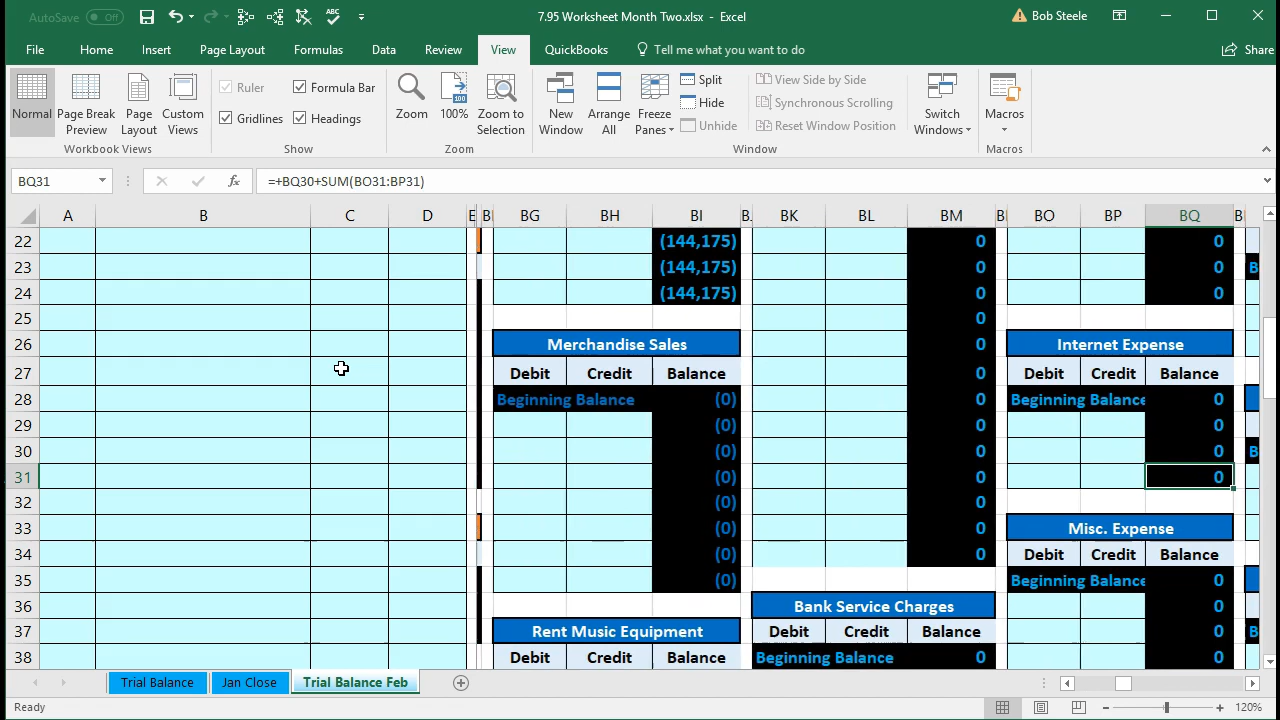 AutoSave Off 7.95 Worksheet Month Two.xlsx - Excel Bob Steele
File Home Insert Page Layout Formulas Data Review View QuickBooks Tell me what you want to do Share
Normal Page Break Preview Page Layout Custom Views Ruler Formula Bar Gridlines Headings Zoom 100% Zoom to Selection New Window Arrange All Freeze Panes Split Hide Unhide View Side by Side Synchronous Scrolling Reset Window Position Switch Windows Macros
Workbook Views Show Zoom Window Macros
BQ31 fx =+BQ30+SUM(BO31:BP31)
A B C D BG BH BI BK BL BM BO BP BQ
22 (144,175) 0 0
23 (144,175) 0 0 B
24 (144,175) 0 0
25 0
26 Merchandise Sales 0 Internet Expense
27 Debit Credit Balance 0 Debit Credit Balance
28 Beginning Balance (0) 0 Beginning Balance 0
29 (0) 0 0
30 (0) 0 0 B
31 (0) 0 0
32 (0) 0
33 (0) 0 Misc. Expense
34 (0) 0 Debit Credit Balance
35 (0) Beginning Balance 0
36 Bank Service Charges 0
37 Rent Music Equipment Debit Credit Balance 0 B
38 Debit Credit Balance Beginning Balance 0 0
Trial Balance Jan Close Trial Balance Feb
Ready 120%